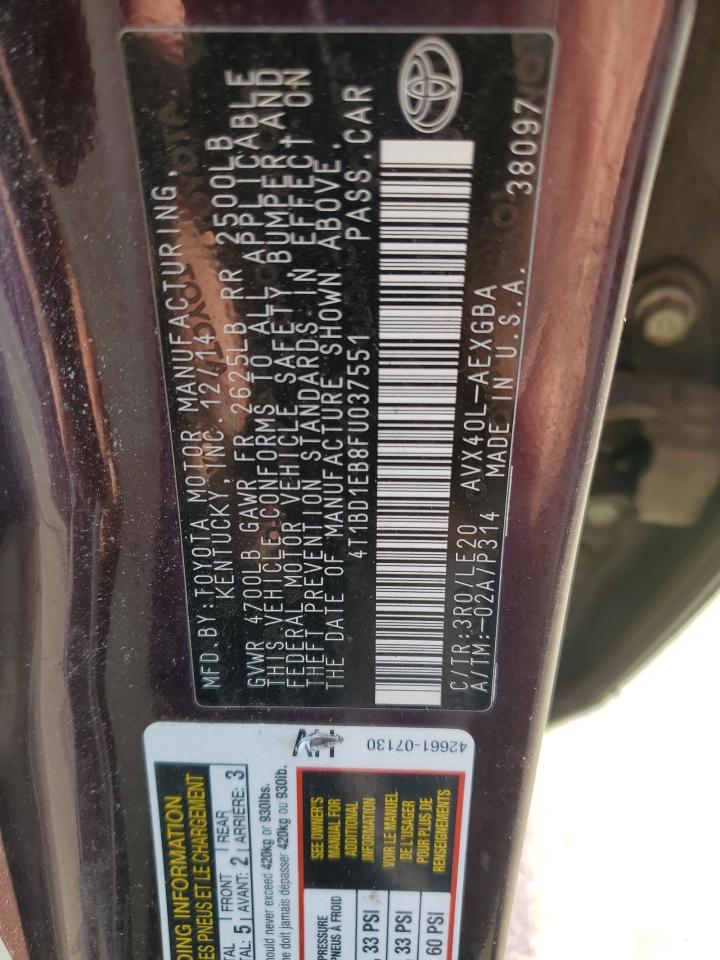 MFD. BY: TOYOTA MOTOR MANUFACTURING,
KENTUCKY, INC. 12/14
GVWR 4700LB GAWR FR 2625LB RR 2500LB
THIS VEHICLE CONFORMS TO ALL APPLICABLE
FEDERAL MOTOR VEHICLE SAFETY, BUMPER AND
THEFT PREVENTION STANDARDS IN EFFECT ON
THE DATE OF MANUFACTURE SHOWN ABOVE.
4T1BD1EB8FU037551 PASS.CAR
C/TR:3R0/LE20 AVX40L-AEXGBA
A/TM:-02A/P314 MADE IN U.S.A. 38097
42661-07130
DING INFORMATION
LES PNEUS ET LE CHARGEMENT
TAL FRONT REAR
TAL: 5 AVANT: 2 ARRIÈRE: 3
hould never exceed 420kg or 930lbs.
ne doit jamais dépasser 420kg ou 930lb.
PRESSURE
PNEUS À FROID
33 PSI
33 PSI
60 PSI
SEE OWNER'S
MANUAL FOR
ADDITIONAL
INFORMATION
VOIR LE MANUEL
DE L'USAGER
POUR PLUS DE
RENSEIGNEMENTS